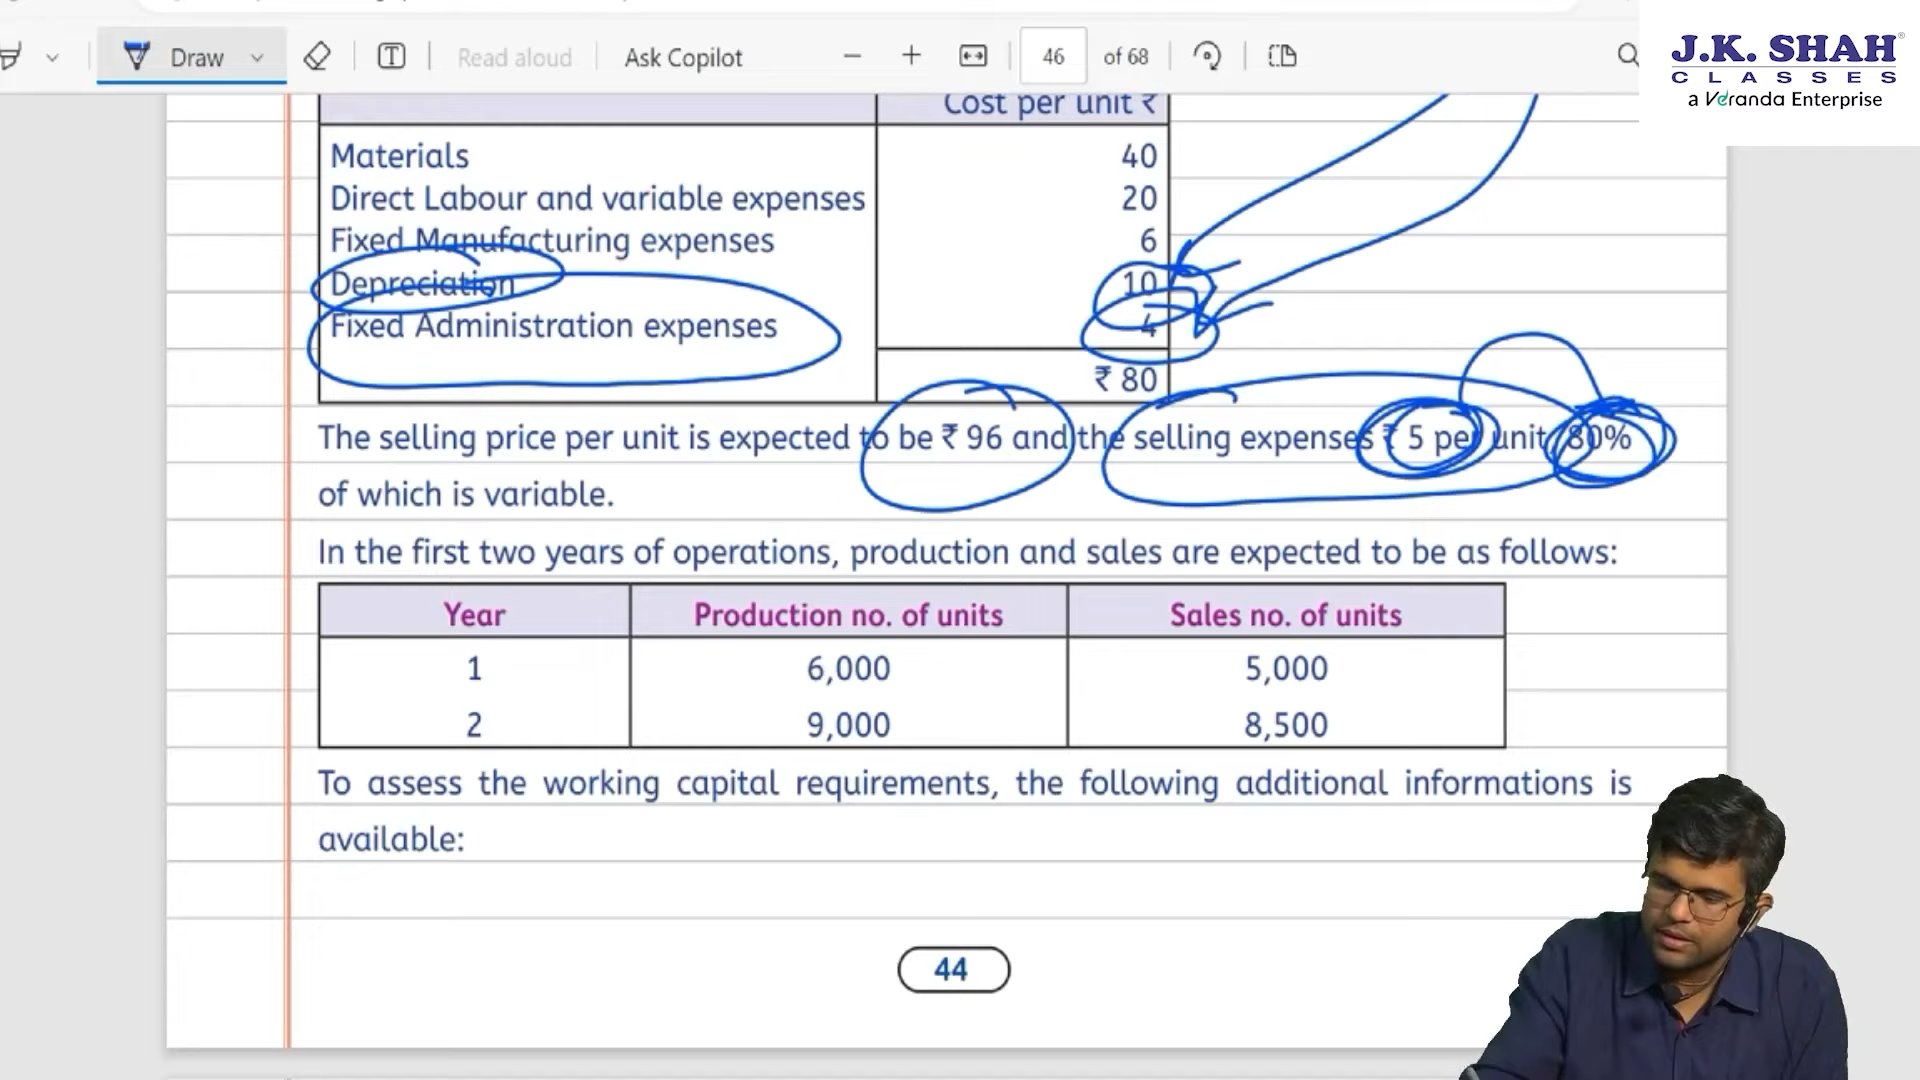 Draw
Read aloud
Ask Copilot
46
of 68
J.K. SHAH
CLASSES
a Veranda Enterprise
Cost per unit ₹
Materials 40
Direct Labour and variable expenses 20
Fixed Manufacturing expenses 6
Depreciation 10
Fixed Administration expenses 4
₹ 80
The selling price per unit is expected to be ₹ 96 and the selling expenses ₹ 5 per unit, 80%
of which is variable.
In the first two years of operations, production and sales are expected to be as follows:
Year Production no. of units Sales no. of units
1 6,000 5,000
2 9,000 8,500
To assess the working capital requirements, the following additional informations is
available:
44